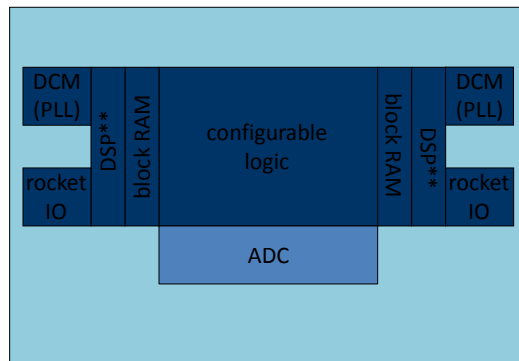 DCM
(PLL)
DSP**
block RAM
configurable
logic
block RAM
DSP**
DCM
(PLL)
rocket
IO
rocket
IO
ADC